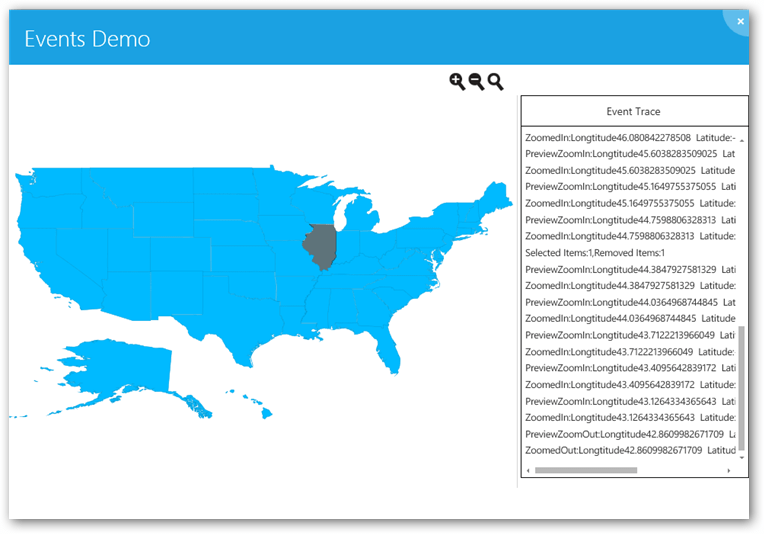 Events Demo
Event Trace
ZoomedIn:Longtitude46.080842278508 Latitude:-
PreviewZoomIn:Longtitude45.6038283509025 Lat
ZoomedIn:Longtitude45.6038283509025 Latitude
PreviewZoomIn:Longtitude45.1649755375055 Lati
ZoomedIn:Longtitude45.1649755375055 Latitude:
PreviewZoomIn:Longtitude44.7598806328313 Lati
ZoomedIn:Longtitude44.7598806328313 Latitude:
Selected Items:1,Removed Items:1
PreviewZoomIn:Longtitude44.3847927581329 Lati
ZoomedIn:Longtitude44.3847927581329 Latitude:
PreviewZoomIn:Longtitude44.0364968744845 Lati
ZoomedIn:Longtitude44.0364968744845 Latitude:
PreviewZoomIn:Longtitude43.7122213966049 Lati
ZoomedIn:Longtitude43.7122213966049 Latitude:
PreviewZoomIn:Longtitude43.4095642839172 Lati
ZoomedIn:Longtitude43.4095642839172 Latitude:
PreviewZoomIn:Longtitude43.1264334365643 Lati
ZoomedIn:Longtitude43.1264334365643 Latitude:
PreviewZoomOut:Longtitude42.8609982671709 La
ZoomedOut:Longtitude42.8609982671709 Latitud